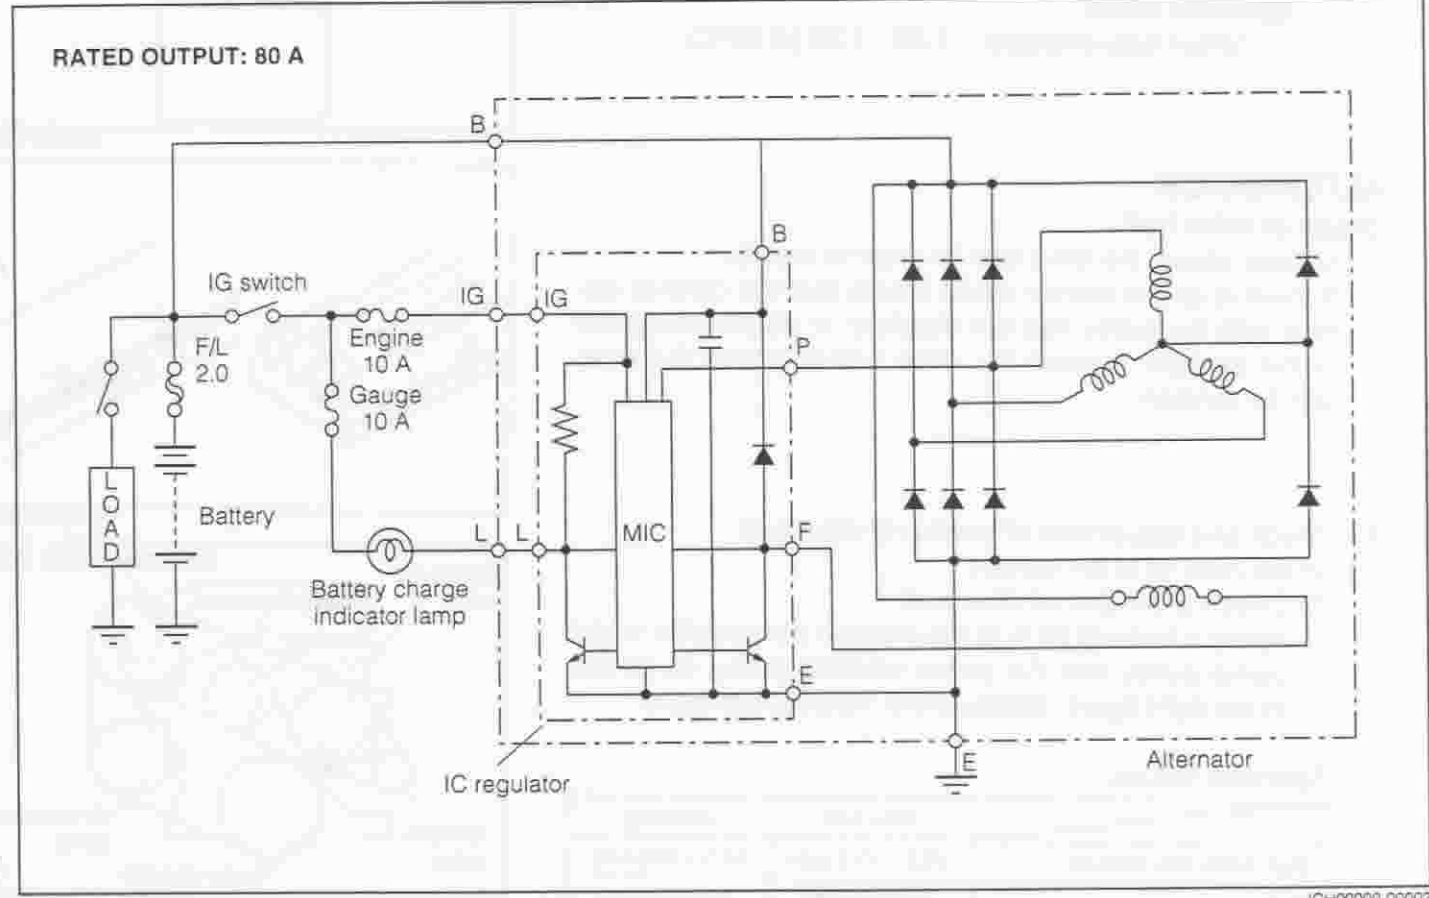 RATED OUTPUT: 80 A
B
B
IG switch
IG
IG
F/L
2.0
Engine
10 A
Gauge
10 A
P
LOAD
Battery
L
L
MIC
F
Battery charge
indicator lamp
E
E
IC regulator
Alternator